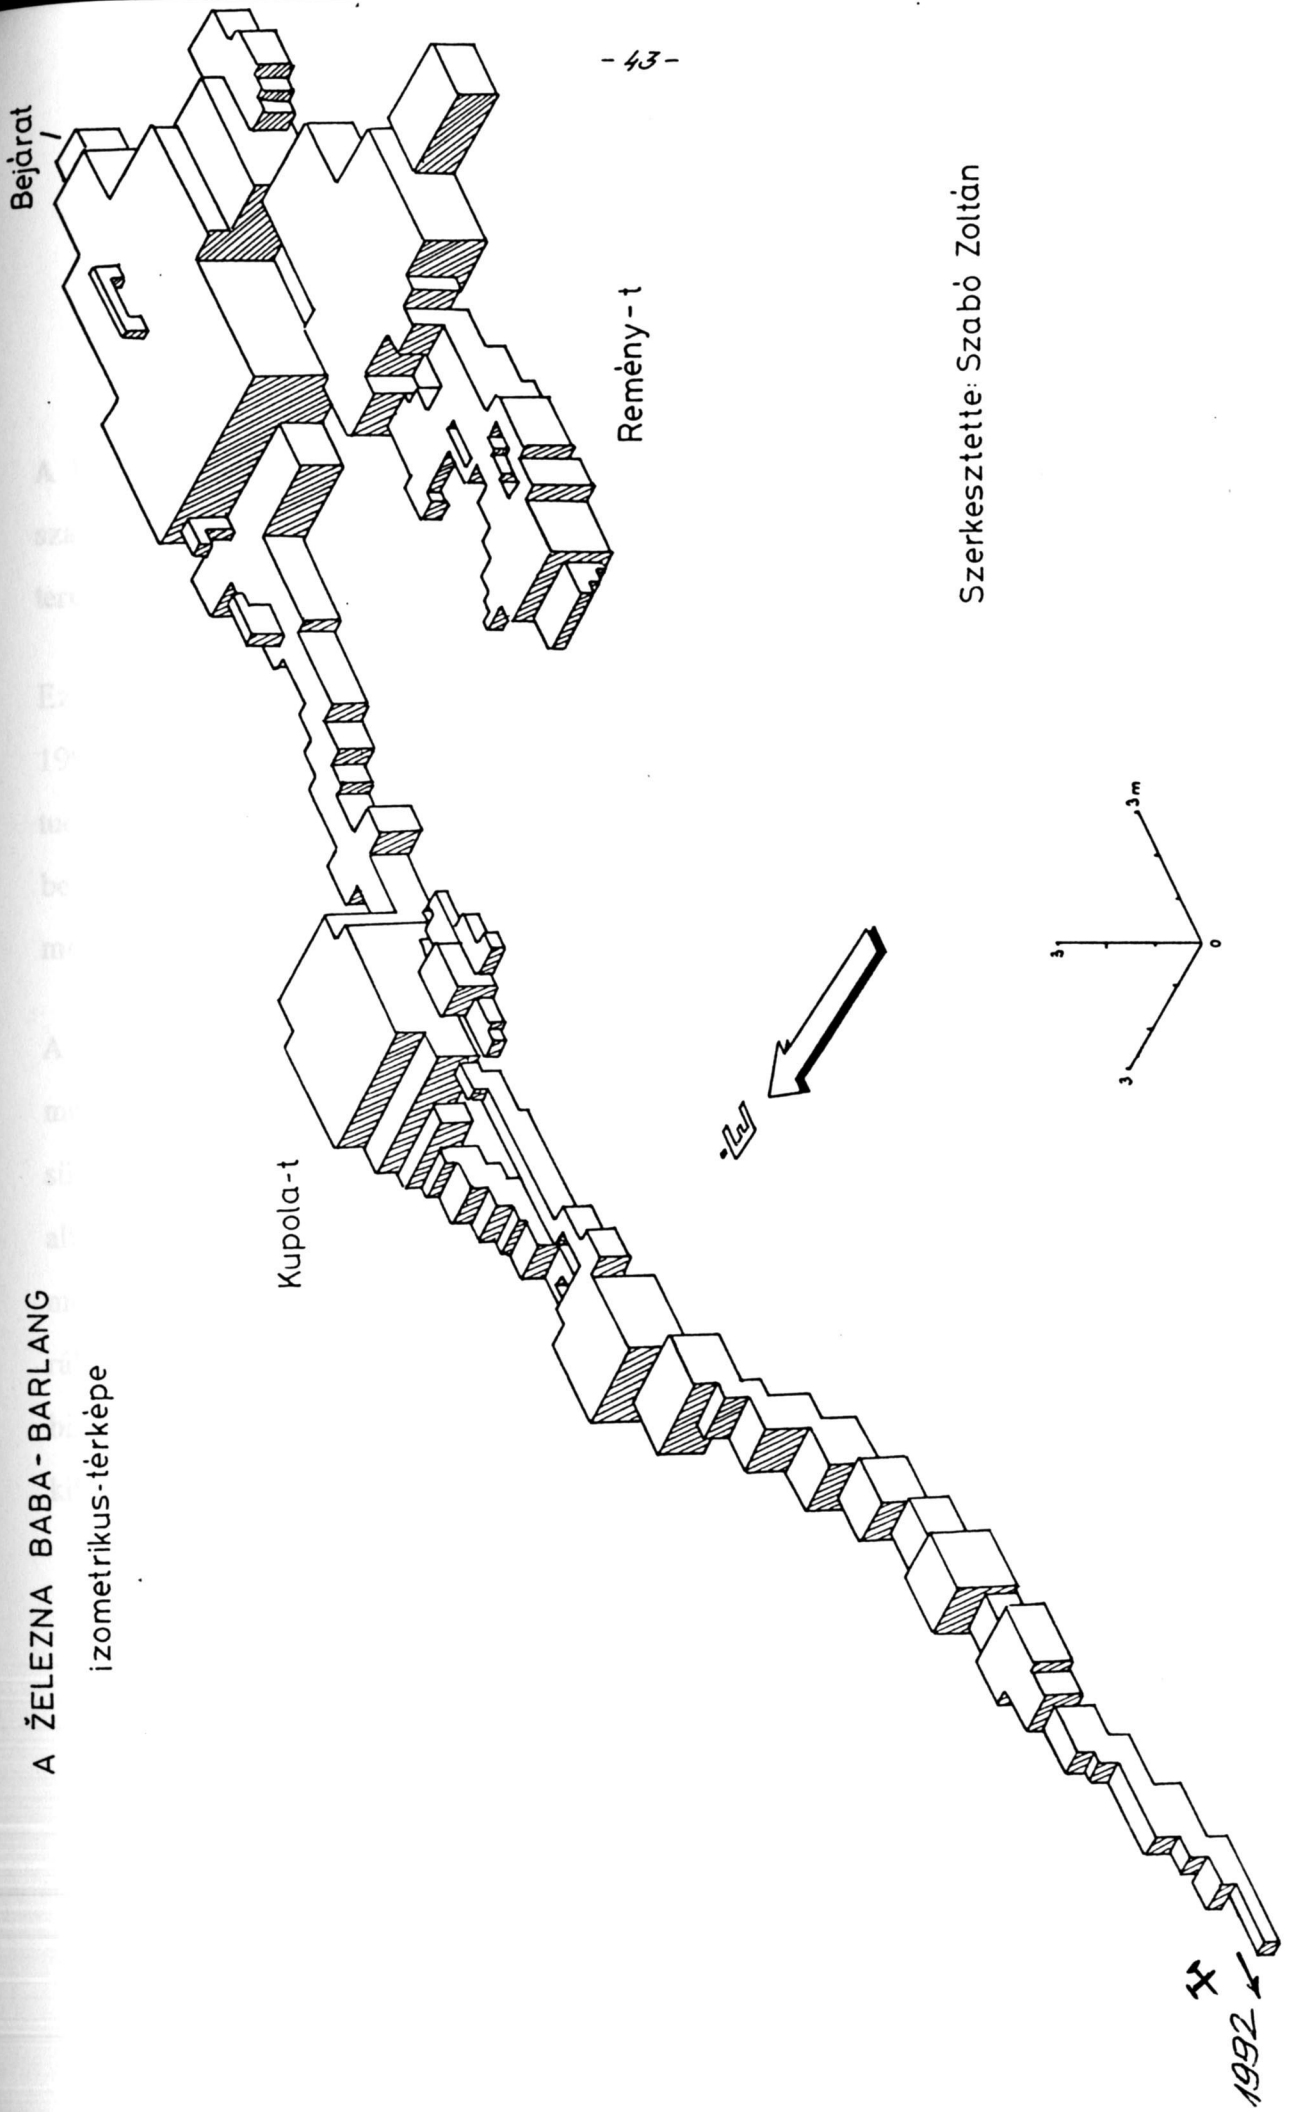 - 43 -
A ŽELEZNA BABA-BARLANG
izometrikus-térképe
Bejárat
Kupola-t
Remény-t
Szerkesztette: Szabó Zoltán
É
3
3
3m
0
1992